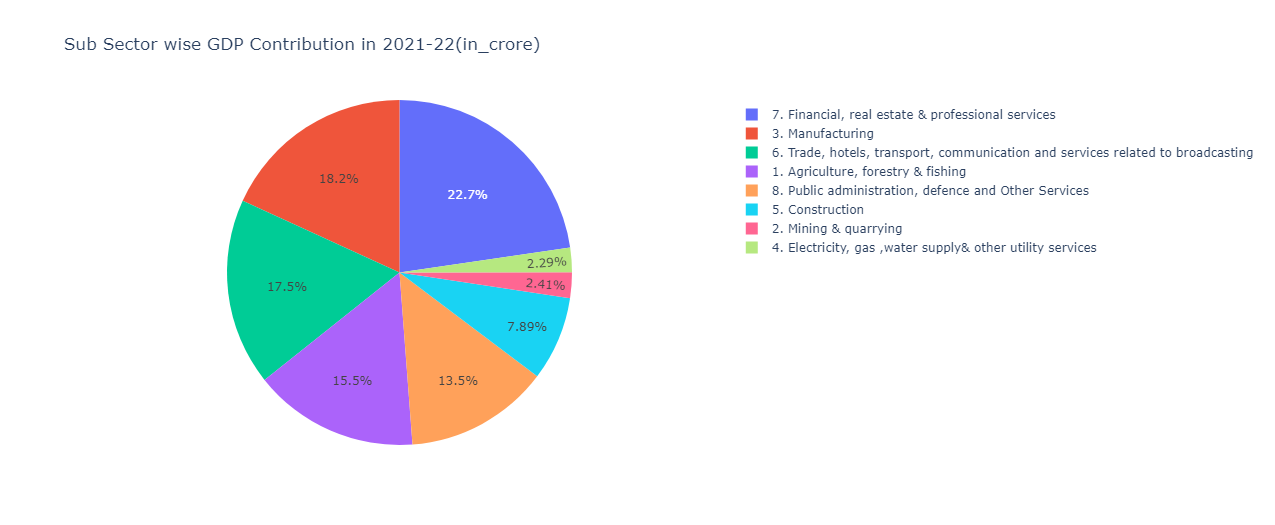 Sub Sector wise GDP Contribution in 2021-22(in_crore)
7. Financial, real estate & professional services
3. Manufacturing
6. Trade, hotels, transport, communication and services related to broadcasting
1. Agriculture, forestry & fishing
8. Public administration, defence and Other Services
5. Construction
2. Mining & quarrying
4. Electricity, gas ,water supply& other utility services
22.7%
18.2%
17.5%
15.5%
13.5%
7.89%
2.41%
2.29%